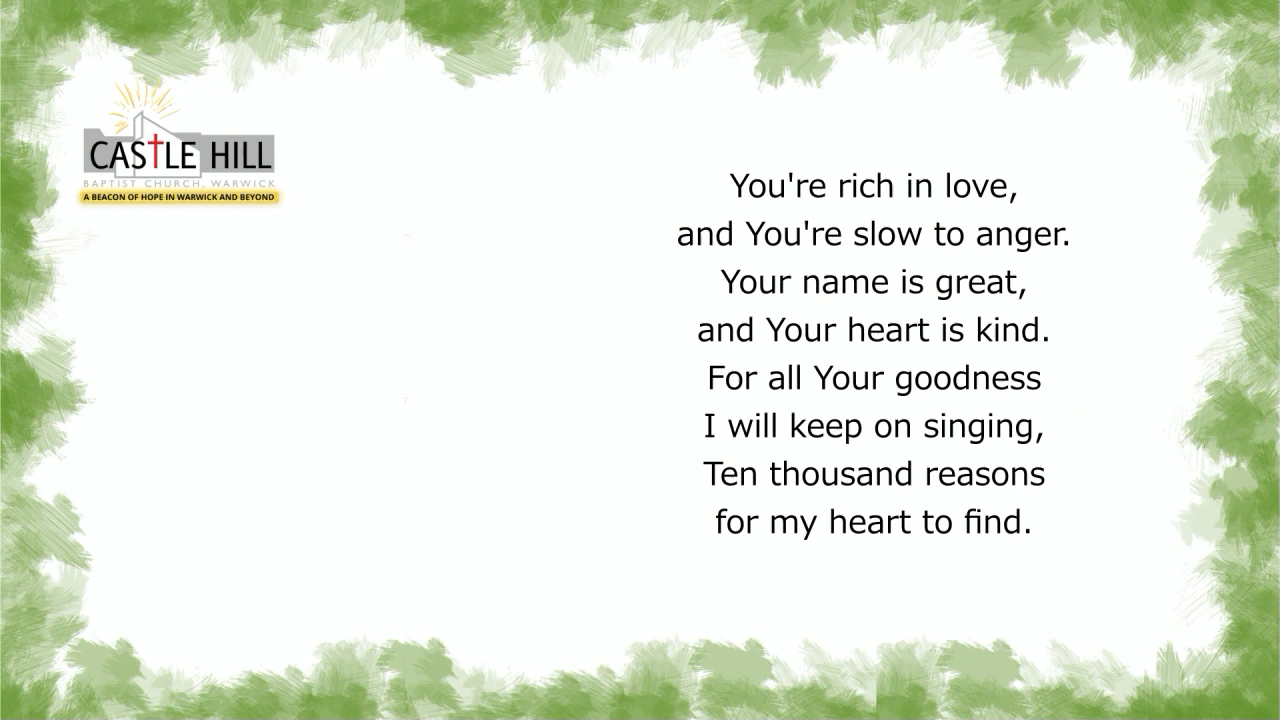 CASTLE HILL
BAPTIST CHURCH, WARWICK
A BEACON OF HOPE IN WARWICK AND BEYOND
You're rich in love,
and You're slow to anger.
Your name is great,
and Your heart is kind.
For all Your goodness
I will keep on singing,
Ten thousand reasons
for my heart to find.